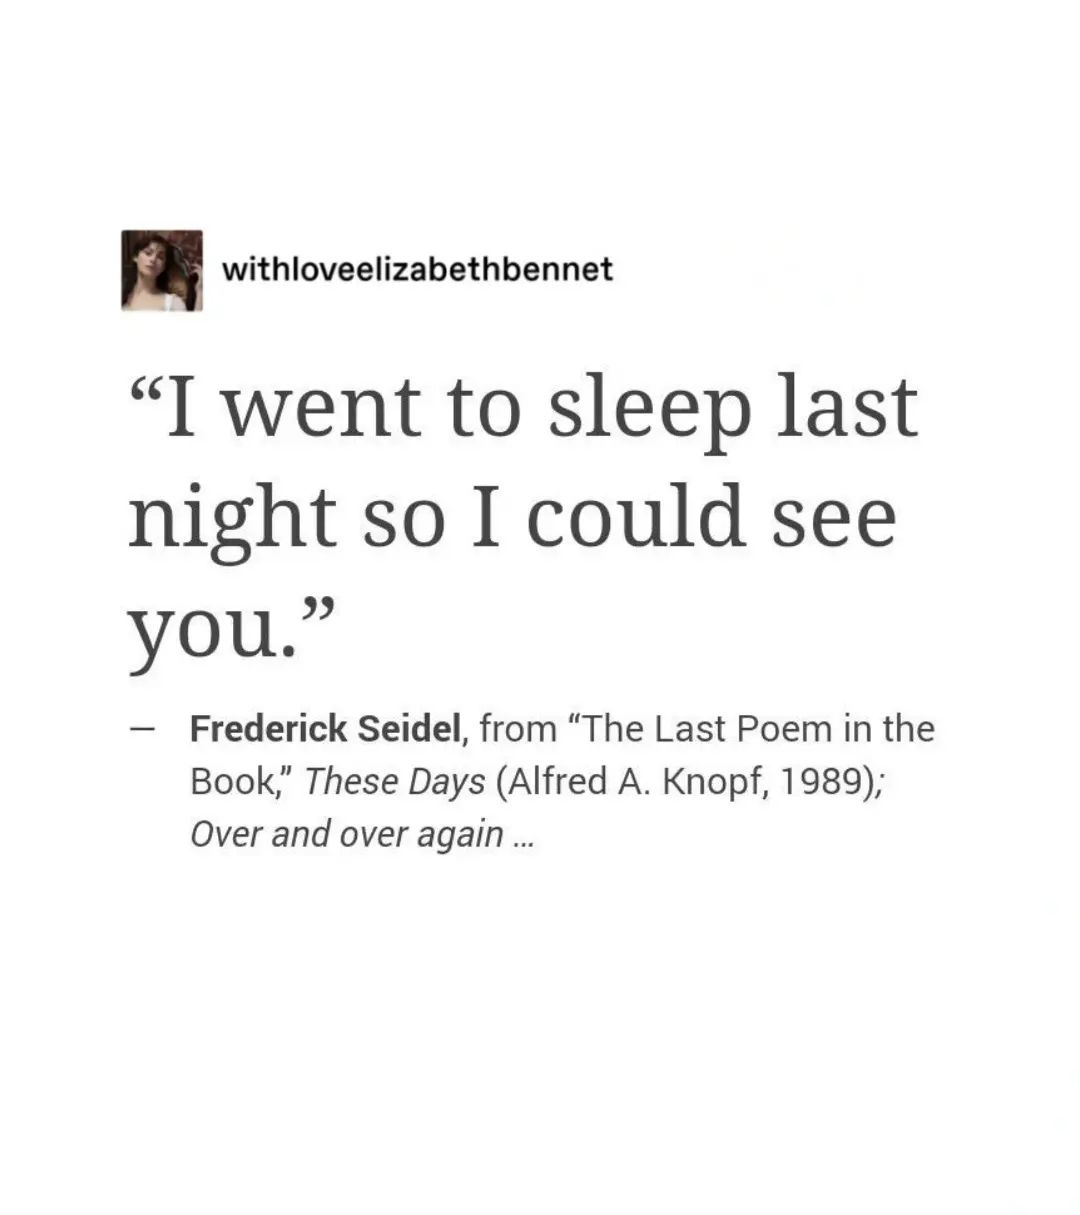 withloveelizabethbennet
“I went to sleep last
night so I could see
you.”
— Frederick Seidel, from “The Last Poem in the
Book,” These Days (Alfred A. Knopf, 1989);
Over and over again ...